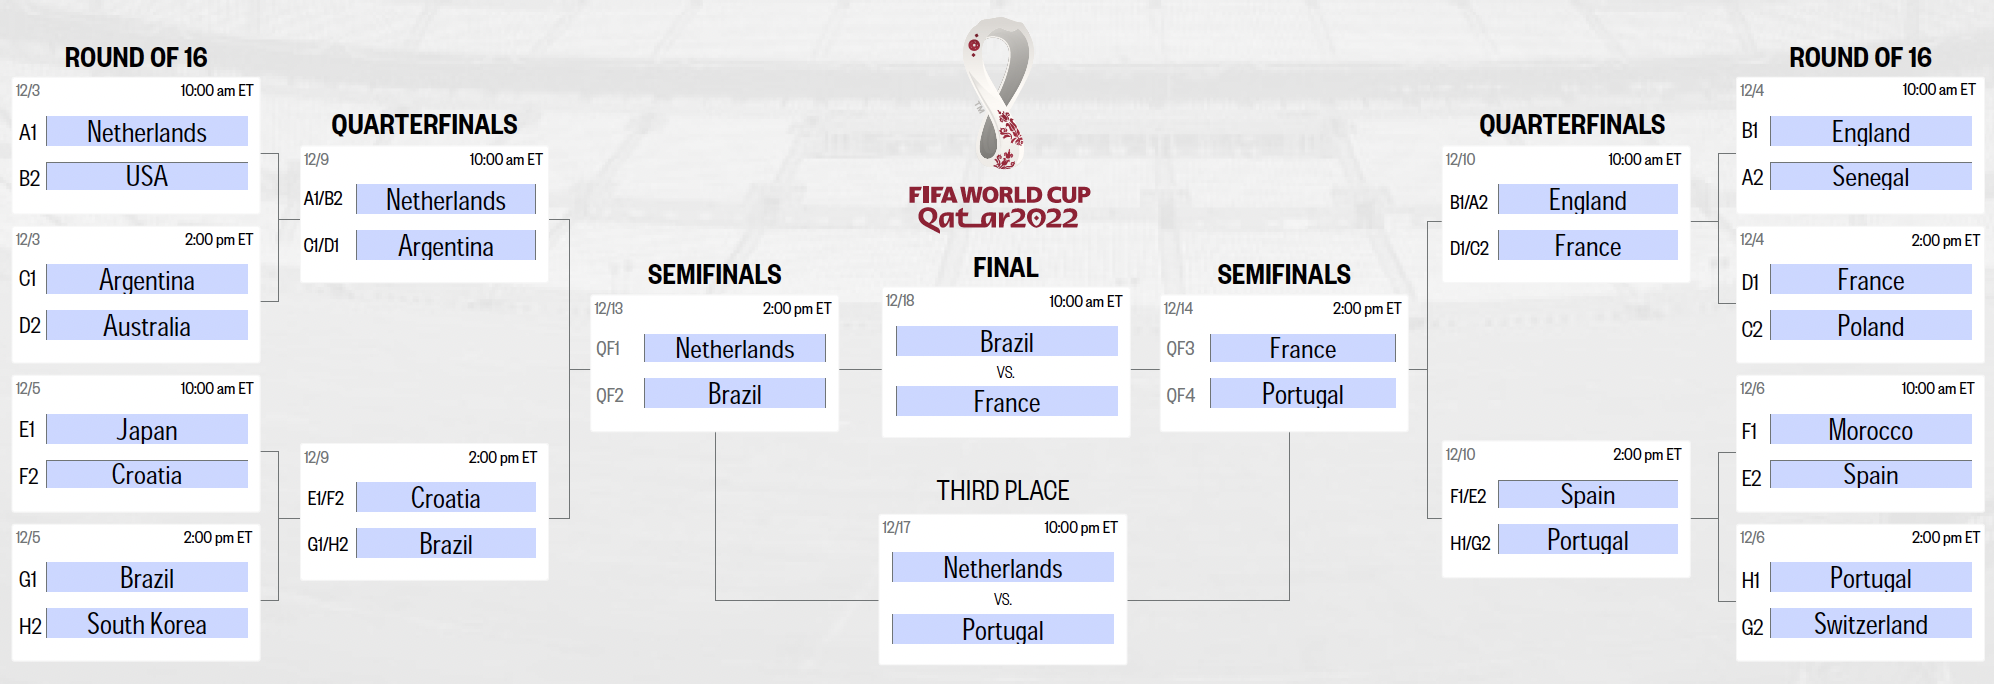 ROUND OF 16
12/3 10:00 am ET
A1 Netherlands
B2 USA
12/3 2:00 pm ET
C1 Argentina
D2 Australia
12/5 10:00 am ET
E1 Japan
F2 Croatia
12/5 2:00 pm ET
G1 Brazil
H2 South Korea
QUARTERFINALS
12/9 10:00 am ET
A1/B2 Netherlands
C1/D1 Argentina
12/9 2:00 pm ET
E1/F2 Croatia
G1/H2 Brazil
SEMIFINALS
12/13 2:00 pm ET
QF1 Netherlands
QF2 Brazil
TM
FIFA WORLD CUP
Qatar2022
FINAL
12/18 10:00 am ET
Brazil
VS.
France
THIRD PLACE
12/17 10:00 pm ET
Netherlands
VS.
Portugal
SEMIFINALS
12/14 2:00 pm ET
QF3 France
QF4 Portugal
QUARTERFINALS
12/10 10:00 am ET
B1/A2 England
D1/C2 France
12/10 2:00 pm ET
F1/E2 Spain
H1/G2 Portugal
ROUND OF 16
12/4 10:00 am ET
B1 England
A2 Senegal
12/4 2:00 pm ET
D1 France
C2 Poland
12/6 10:00 am ET
F1 Morocco
E2 Spain
12/6 2:00 pm ET
H1 Portugal
G2 Switzerland